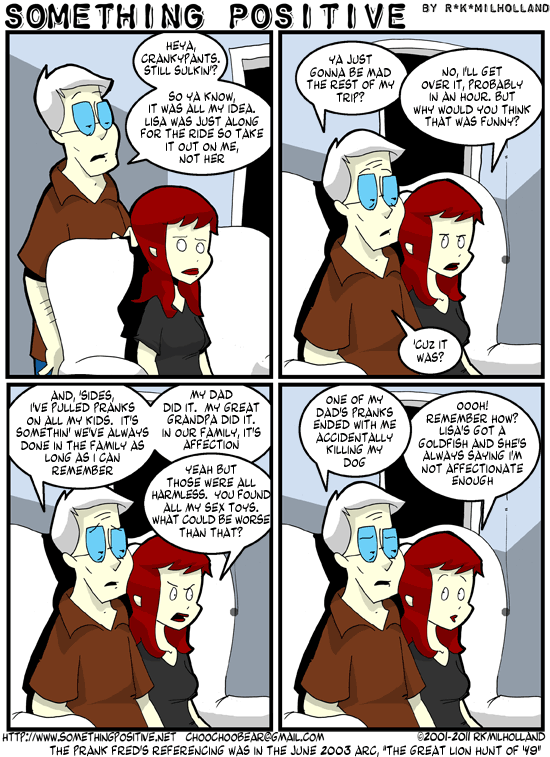 SOMETHING POSITIVE BY R*K*MILHOLLAND
HEYA,
CRANKYPANTS.
STILL SULKIN'?
SO YA KNOW,
IT WAS ALL MY IDEA.
LISA WAS JUST ALONG
FOR THE RIDE SO TAKE
IT OUT ON ME,
NOT HER
YA JUST
GONNA BE MAD
THE REST OF MY
TRIP?
NO, I'LL GET
OVER IT, PROBABLY
IN AN HOUR. BUT
WHY WOULD YOU THINK
THAT WAS FUNNY?
'CUZ IT
WAS?
AND, 'SIDES,
I'VE PULLED PRANKS
ON ALL MY KIDS. IT'S
SOMETHIN' WE'VE ALWAYS
DONE IN THE FAMILY AS
LONG AS I CAN
REMEMBER
MY DAD
DID IT. MY GREAT
GRANDPA DID IT.
IN OUR FAMILY, IT'S
AFFECTION
YEAH BUT
THOSE WERE ALL
HARMLESS. YOU FOUND
ALL MY SEX TOYS.
WHAT COULD BE WORSE
THAN THAT?
ONE OF MY
DAD'S PRANKS
ENDED WITH ME
ACCIDENTALLY
KILLING MY
DOG
OOOH!
REMEMBER HOW?
LISA'S GOT A
GOLDFISH AND SHE'S
ALWAYS SAYING I'M
NOT AFFECTIONATE
ENOUGH
HTTP://WWW.SOMETHINGPOSITIVE.NET CHOOCHOOBEAR@GMAIL.COM ©2001-2011 RKMILHOLLAND
THE PRANK FRED'S REFERENCING WAS IN THE JUNE 2003 ARC, "THE GREAT LION HUNT OF '49"